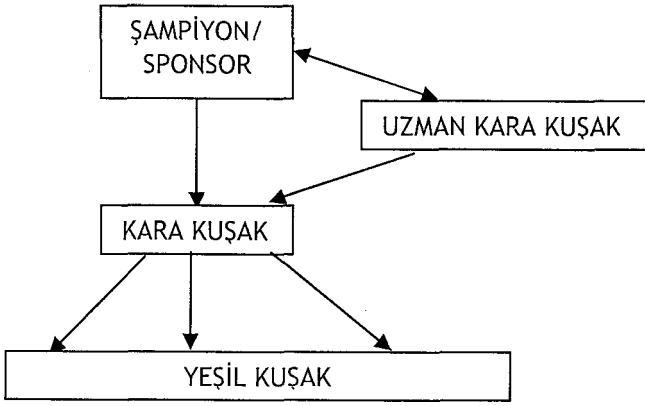 ŞAMPİYON/
SPONSOR
UZMAN KARA KUŞAK
KARA KUŞAK
YEŞİL KUŞAK